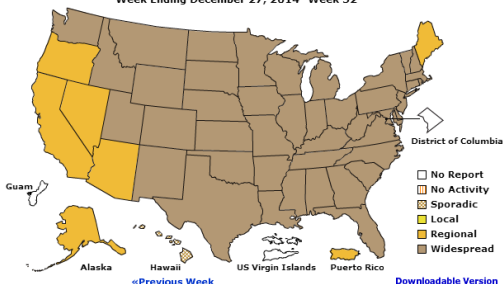 Week Ending December 27, 2014- Week 52
District of Columbia
No Report
No Activity
Sporadic
Local
Regional
Widespread
Guam
Alaska
Hawaii
US Virgin Islands
Puerto Rico
«Previous Week
Downloadable Version